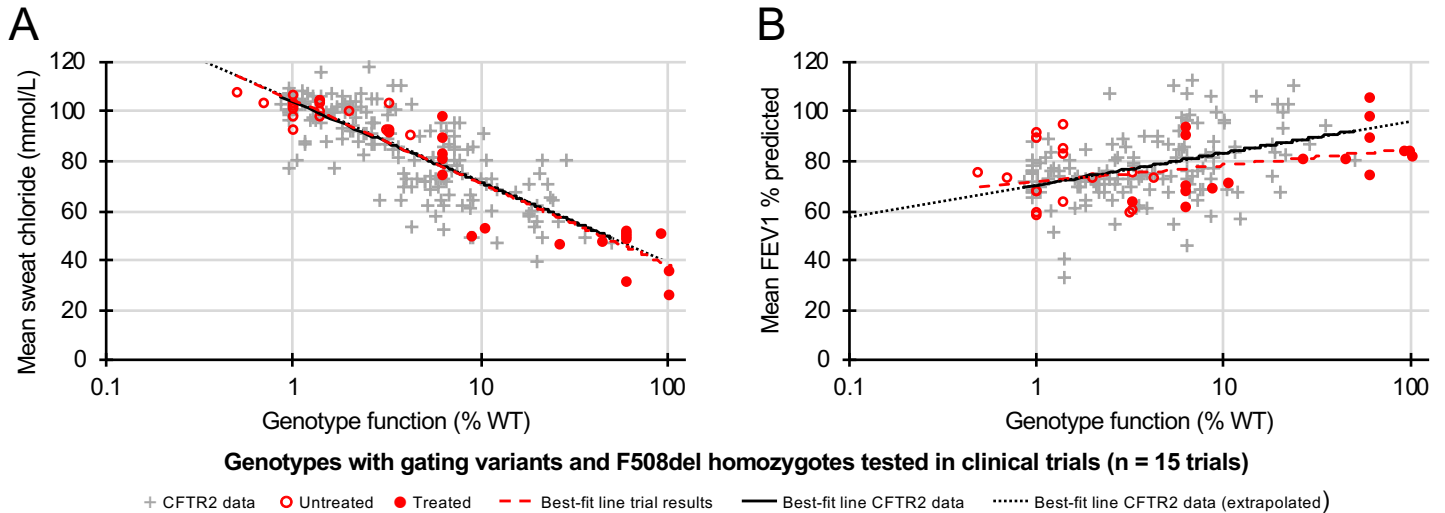 A
B
Mean sweat chloride (mmol/L)
120
100
80
60
40
20
0
0.1 1 10 100
Genotype function (% WT)
Mean FEV1 % predicted
120
100
80
60
40
20
0
0.1 1 10 100
Genotype function (% WT)
Genotypes with gating variants and F508del homozygotes tested in clinical trials (n = 15 trials)
CFTR2 data Untreated Treated Best-fit line trial results Best-fit line CFTR2 data Best-fit line CFTR2 data (extrapolated)